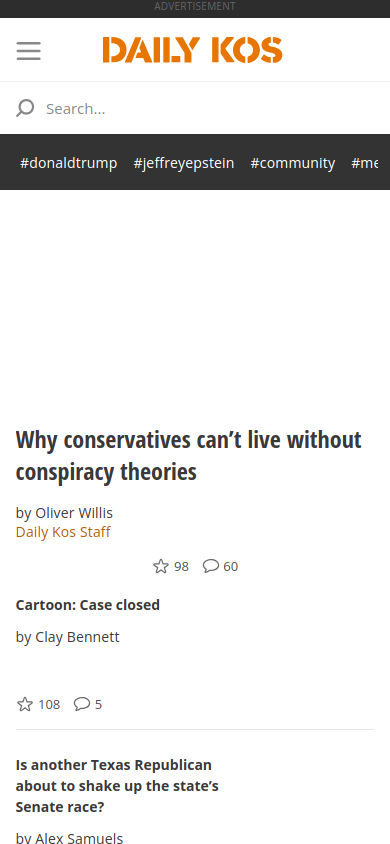 ADVERTISEMENT
DAILY KOS
Search...
#donaldtrump #jeffreyepstein #community #me
Why conservatives can’t live without
conspiracy theories
by Oliver Willis
Daily Kos Staff
98 60
Cartoon: Case closed
by Clay Bennett
108 5
Is another Texas Republican
about to shake up the state’s
Senate race?
by Alex Samuels